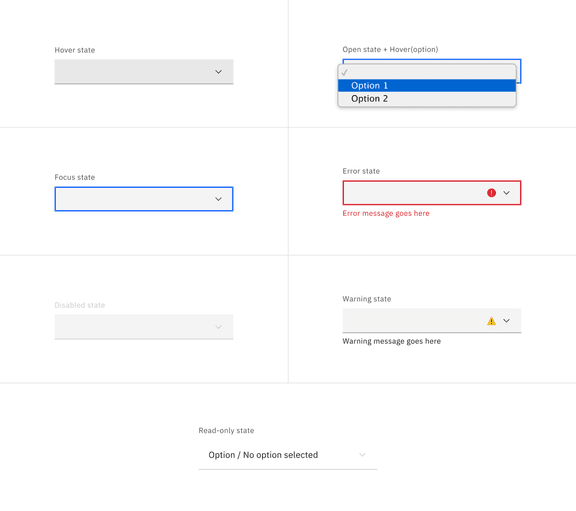 Hover state
Open state + Hover(option)
Option 1
Option 2
Focus state
Error state
Error message goes here
Disabled state
Warning state
Warning message goes here
Read-only state
Option / No option selected